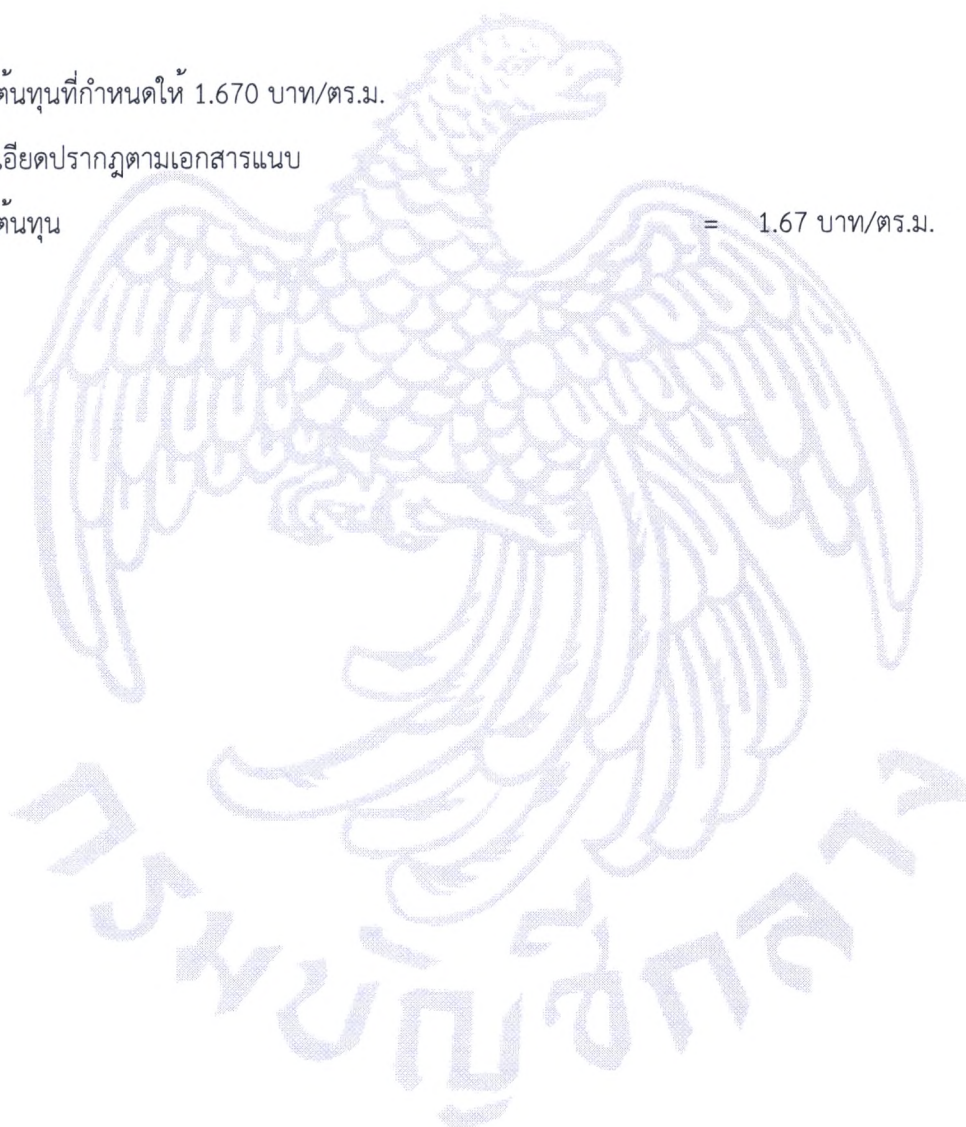 ต้นทุนที่กำหนดให้ 1.670 บาท/ตร.ม.
เอียดปรากฎตามเอกสารแนบ
ต้นทุน = 1.67 บาท/ตร.ม.
กรมบัญชีกลาง